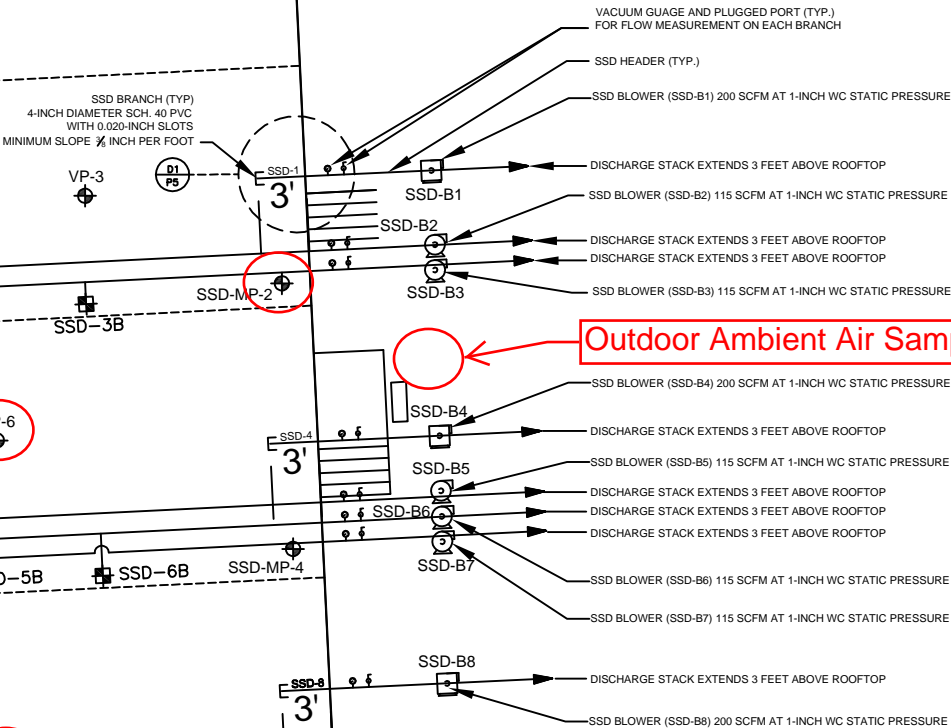 VACUUM GUAGE AND PLUGGED PORT (TYP.)
FOR FLOW MEASUREMENT ON EACH BRANCH
SSD HEADER (TYP.)
SSD BLOWER (SSD-B1) 200 SCFM AT 1-INCH WC STATIC PRESSURE
SSD BRANCH (TYP)
4-INCH DIAMETER SCH. 40 PVC
WITH 0.020-INCH SLOTS
MINIMUM SLOPE INCH PER FOOT
VP-3
D1
P5
SSD-1
3'
SSD-B1
DISCHARGE STACK EXTENDS 3 FEET ABOVE ROOFTOP
SSD BLOWER (SSD-B2) 115 SCFM AT 1-INCH WC STATIC PRESSURE
SSD-B2
DISCHARGE STACK EXTENDS 3 FEET ABOVE ROOFTOP
DISCHARGE STACK EXTENDS 3 FEET ABOVE ROOFTOP
SSD-MP-2
SSD-B3
SSD BLOWER (SSD-B3) 115 SCFM AT 1-INCH WC STATIC PRESSURE
SSD-3B
Outdoor Ambient Air Sam
SSD BLOWER (SSD-B4) 200 SCFM AT 1-INCH WC STATIC PRESSURE
-6
SSD-B4
SSD-4
3'
DISCHARGE STACK EXTENDS 3 FEET ABOVE ROOFTOP
SSD-B5
SSD BLOWER (SSD-B5) 115 SCFM AT 1-INCH WC STATIC PRESSURE
DISCHARGE STACK EXTENDS 3 FEET ABOVE ROOFTOP
SSD-B6
DISCHARGE STACK EXTENDS 3 FEET ABOVE ROOFTOP
DISCHARGE STACK EXTENDS 3 FEET ABOVE ROOFTOP
-5B
SSD-6B
SSD-MP-4
SSD-B7
SSD BLOWER (SSD-B6) 115 SCFM AT 1-INCH WC STATIC PRESSURE
SSD BLOWER (SSD-B7) 115 SCFM AT 1-INCH WC STATIC PRESSURE
SSD-B8
SSD-8
3'
DISCHARGE STACK EXTENDS 3 FEET ABOVE ROOFTOP
SSD BLOWER (SSD-B8) 200 SCFM AT 1-INCH WC STATIC PRESSURE